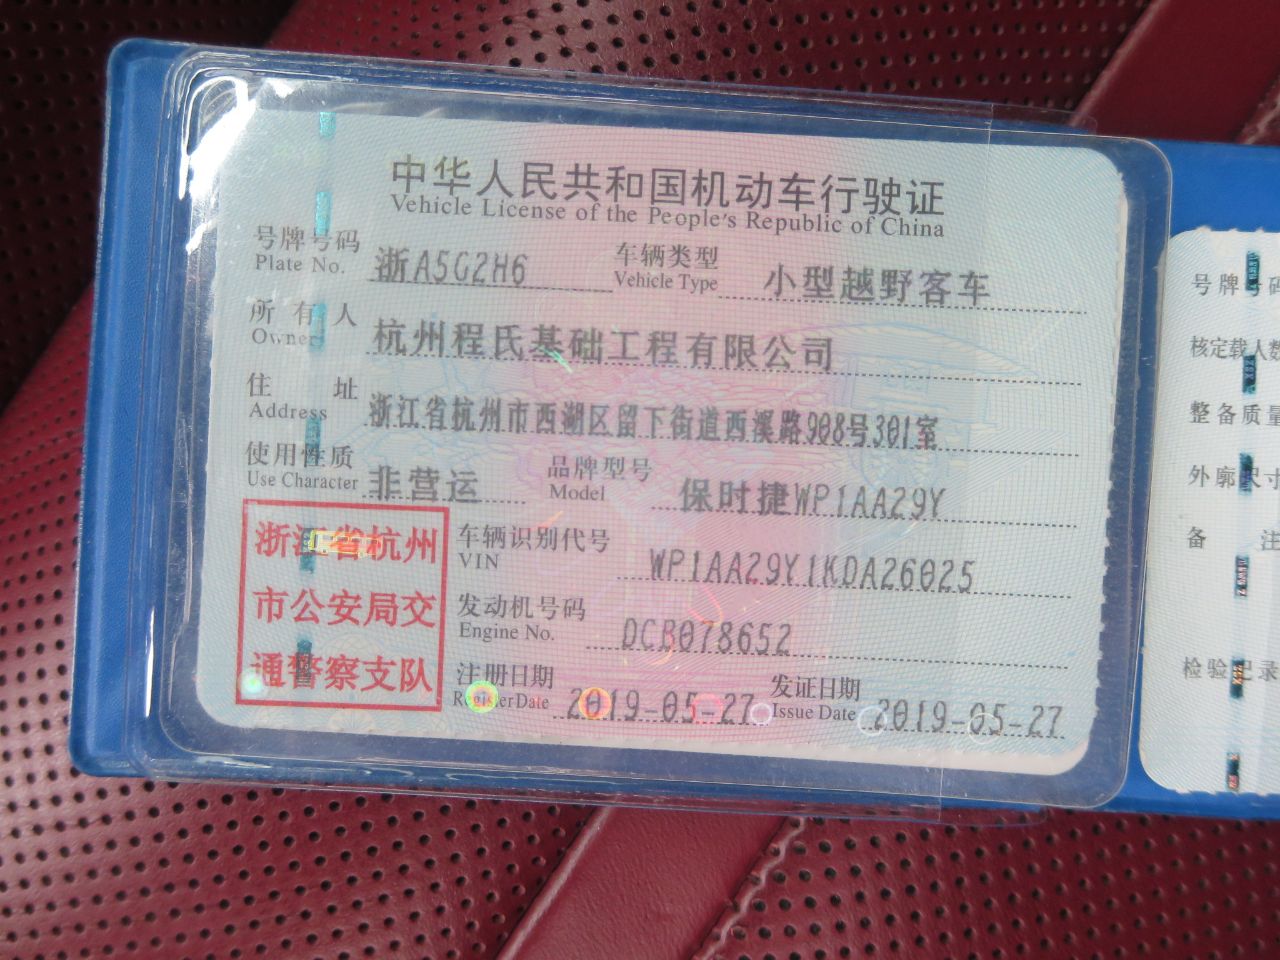 中华人民共和国机动车行驶证
Vehicle License of the People's Republic of China
号牌号码 浙A5G2H6 车辆类型 小型越野客车
Plate No. Vehicle Type
所有人 杭州程氏基础工程有限公司
Owner
住址 浙江省杭州市西湖区留下街道西溪路908号301室
Address
使用性质 非营运 品牌型号 保时捷WP1AA29Y
Use Character Model
浙江省杭州
市公安局交
通警察支队
车辆识别代号 WP1AA29Y1KDA26025
VIN
发动机号码 DCB078652
Engine No.
注册日期 2019-05-27 发证日期 2019-05-27
Register Date Issue Date
号牌号码
核定载人数
整备质量
外廓尺寸
备注
检验记录